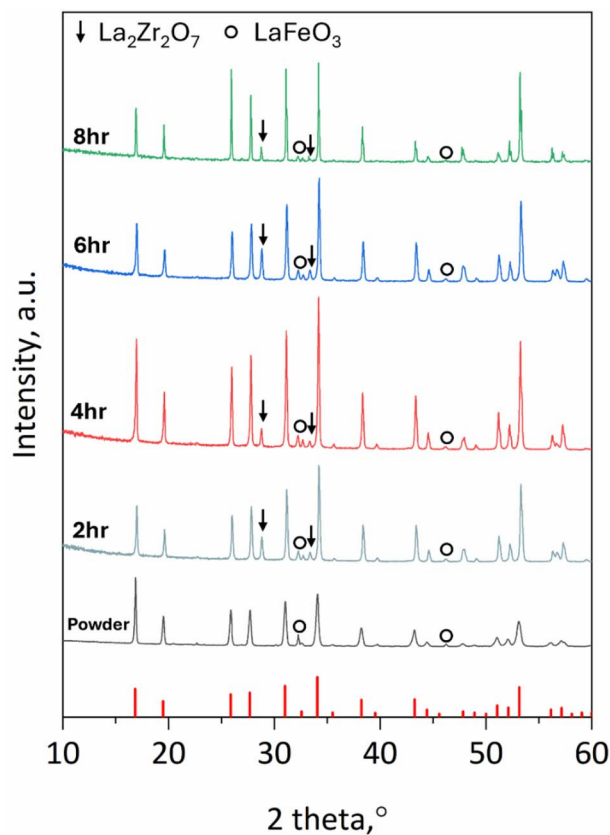 ↓ La₂Zr₂O₇ ○ LaFeO₃
8hr
6hr
4hr
2hr
Powder
Intensity, a.u.
10 20 30 40 50 60
2 theta,°